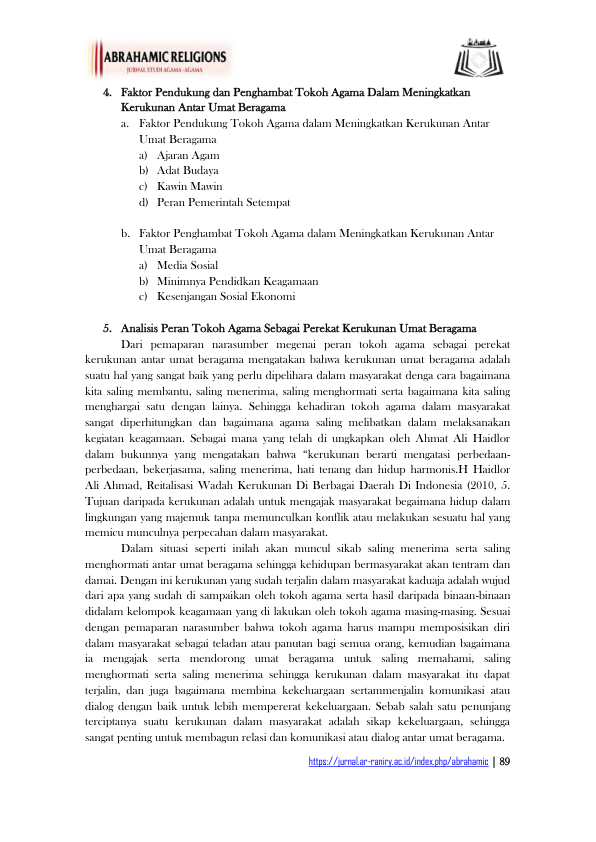 ABRAHAMIC RELIGIONS
JURNAL STUDI AGAMA -AGAMA
4. Faktor Pendukung dan Penghambat Tokoh Agama Dalam Meningkatkan
Kerukunan Antar Umat Beragama
a. Faktor Pendukung Tokoh Agama dalam Meningkatkan Kerukunan Antar
Umat Beragama
a) Ajaran Agam
b) Adat Budaya
c) Kawin Mawin
d) Peran Pemerintah Setempat
b. Faktor Penghambat Tokoh Agama dalam Meningkatkan Kerukunan Antar
Umat Beragama
a) Media Sosial
b) Minimnya Pendidkan Keagamaan
c) Kesenjangan Sosial Ekonomi
5. Analisis Peran Tokoh Agama Sebagai Perekat Kerukunan Umat Beragama
Dari pemaparan narasumber megenai peran tokoh agama sebagai perekat
kerukunan antar umat beragama mengatakan bahwa kerukunan umat beragama adalah
suatu hal yang sangat baik yang perlu dipelihara dalam masyarakat denga cara bagaimana
kita saling membantu, saling menerima, saling menghormati serta bagaimana kita saling
menghargai satu dengan lainya. Sehingga kehadiran tokoh agama dalam masyarakat
sangat diperhitungkan dan bagaimana agama saling melibatkan dalam melaksanakan
kegiatan keagamaan. Sebagai mana yang telah di ungkapkan oleh Ahmat Ali Haidlor
dalam bukunnya yang mengatakan bahwa “kerukunan berarti mengatasi perbedaan-
perbedaan, bekerjasama, saling menerima, hati tenang dan hidup harmonis.H Haidlor
Ali Ahmad, Reitalisasi Wadah Kerukunan Di Berbagai Daerah Di Indonesia (2010, 5.
Tujuan daripada kerukunan adalah untuk mengajak masyarakat begaimana hidup dalam
lingkungan yang majemuk tanpa memunculkan konflik atau melakukan sesuatu hal yang
memicu munculnya perpecahan dalam masyarakat.
Dalam situasi seperti inilah akan muncul sikab saling menerima serta saling
menghormati antar umat beragama sehingga kehidupan bermasyarakat akan tentram dan
damai. Dengan ini kerukunan yang sudah terjalin dalam masyarakat kaduaja adalah wujud
dari apa yang sudah di sampaikan oleh tokoh agama serta hasil daripada binaan-binaan
didalam kelompok keagamaan yang di lakukan oleh tokoh agama masing-masing. Sesuai
dengan pemaparan narasumber bahwa tokoh agama harus mampu memposisikan diri
dalam masyarakat sebagai teladan atau panutan bagi semua orang, kemudian bagaimana
ia mengajak serta mendorong umat beragama untuk saling memahami, saling
menghormati serta saling menerima sehingga kerukunan dalam masyarakat itu dapat
terjalin, dan juga bagaimana membina kekeluargaan sertammenjalin komunikasi atau
dialog dengan baik untuk lebih mempererat kekeluargaan. Sebab salah satu penunjang
terciptanya suatu kerukunan dalam masyarakat adalah sikap kekeluargaan, sehingga
sangat penting untuk membagun relasi dan komunikasi atau dialog antar umat beragama.
https://jurnal.ar-raniry.ac.id/index.php/abrahamic | 89